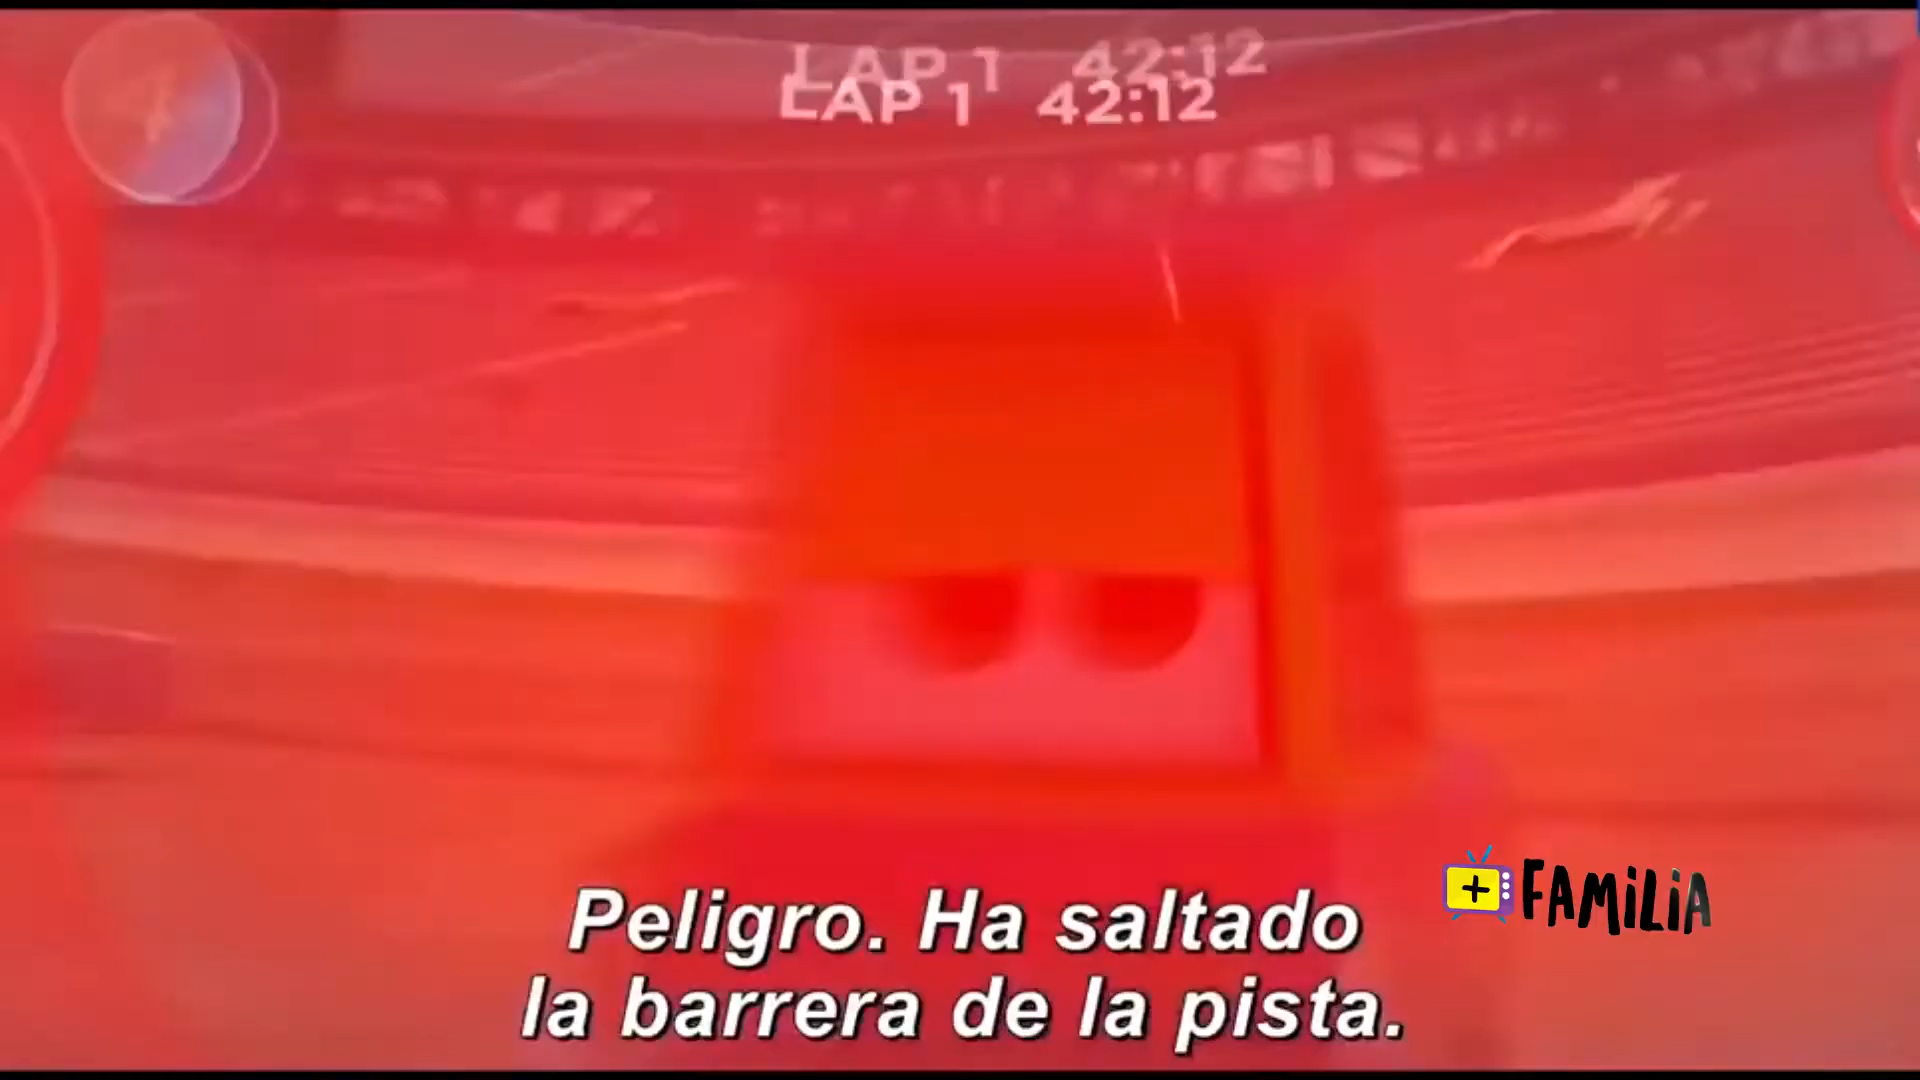 LAP 1 42:12
LAP 1 42:12
+ FAMiLiA
Peligro. Ha saltado
la barrera de la pista.